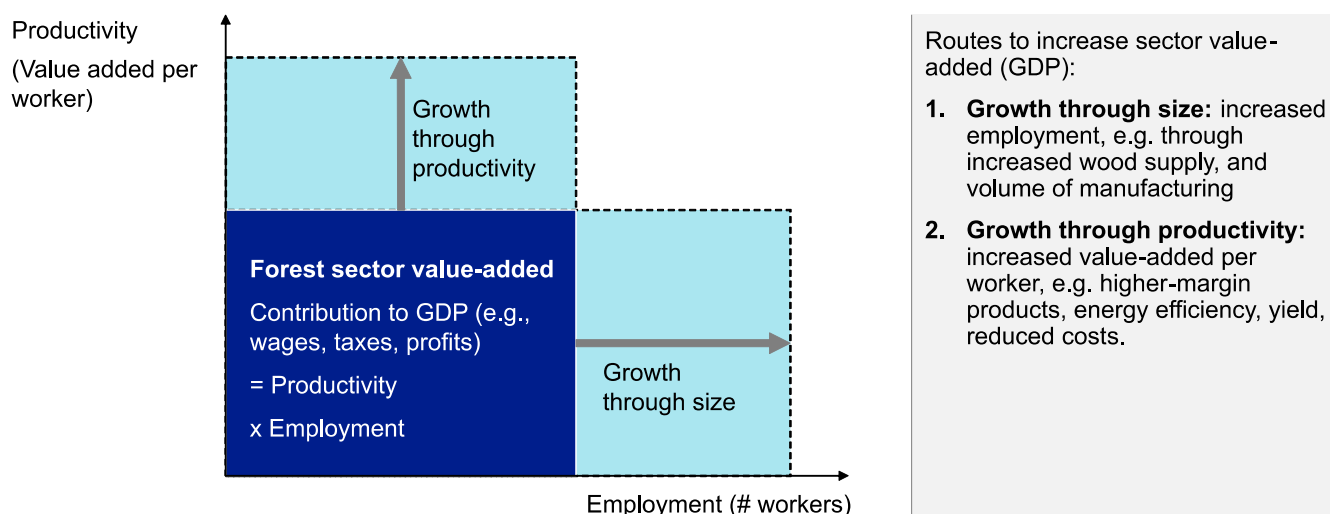 Productivity
(Value added per
worker)
Growth
through
productivity
Forest sector value-added
Contribution to GDP (e.g.,
wages, taxes, profits)
= Productivity
x Employment
Growth
through size
Employment (# workers)
Routes to increase sector value-
added (GDP):
1. Growth through size: increased
employment, e.g. through
increased wood supply, and
volume of manufacturing
2. Growth through productivity:
increased value-added per
worker, e.g. higher-margin
products, energy efficiency, yield,
reduced costs.